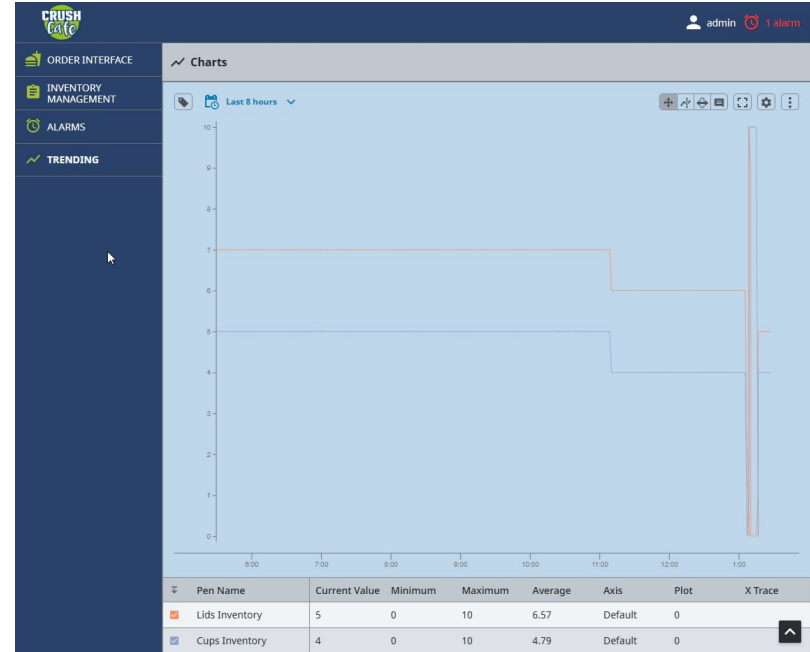 CRUSH
Café
admin 1 alarm
ORDER INTERFACE
INVENTORY
MANAGEMENT
ALARMS
TRENDING
Charts
Last 8 hours
10
9
8
7
6
5
4
3
2
1
0
6:00 7:00 8:00 9:00 10:00 11:00 12:00 1:00
Pen Name Current Value Minimum Maximum Average Axis Plot X Trace
Lids Inventory 5 0 10 6.57 Default 0
Cups Inventory 4 0 10 4.79 Default 0